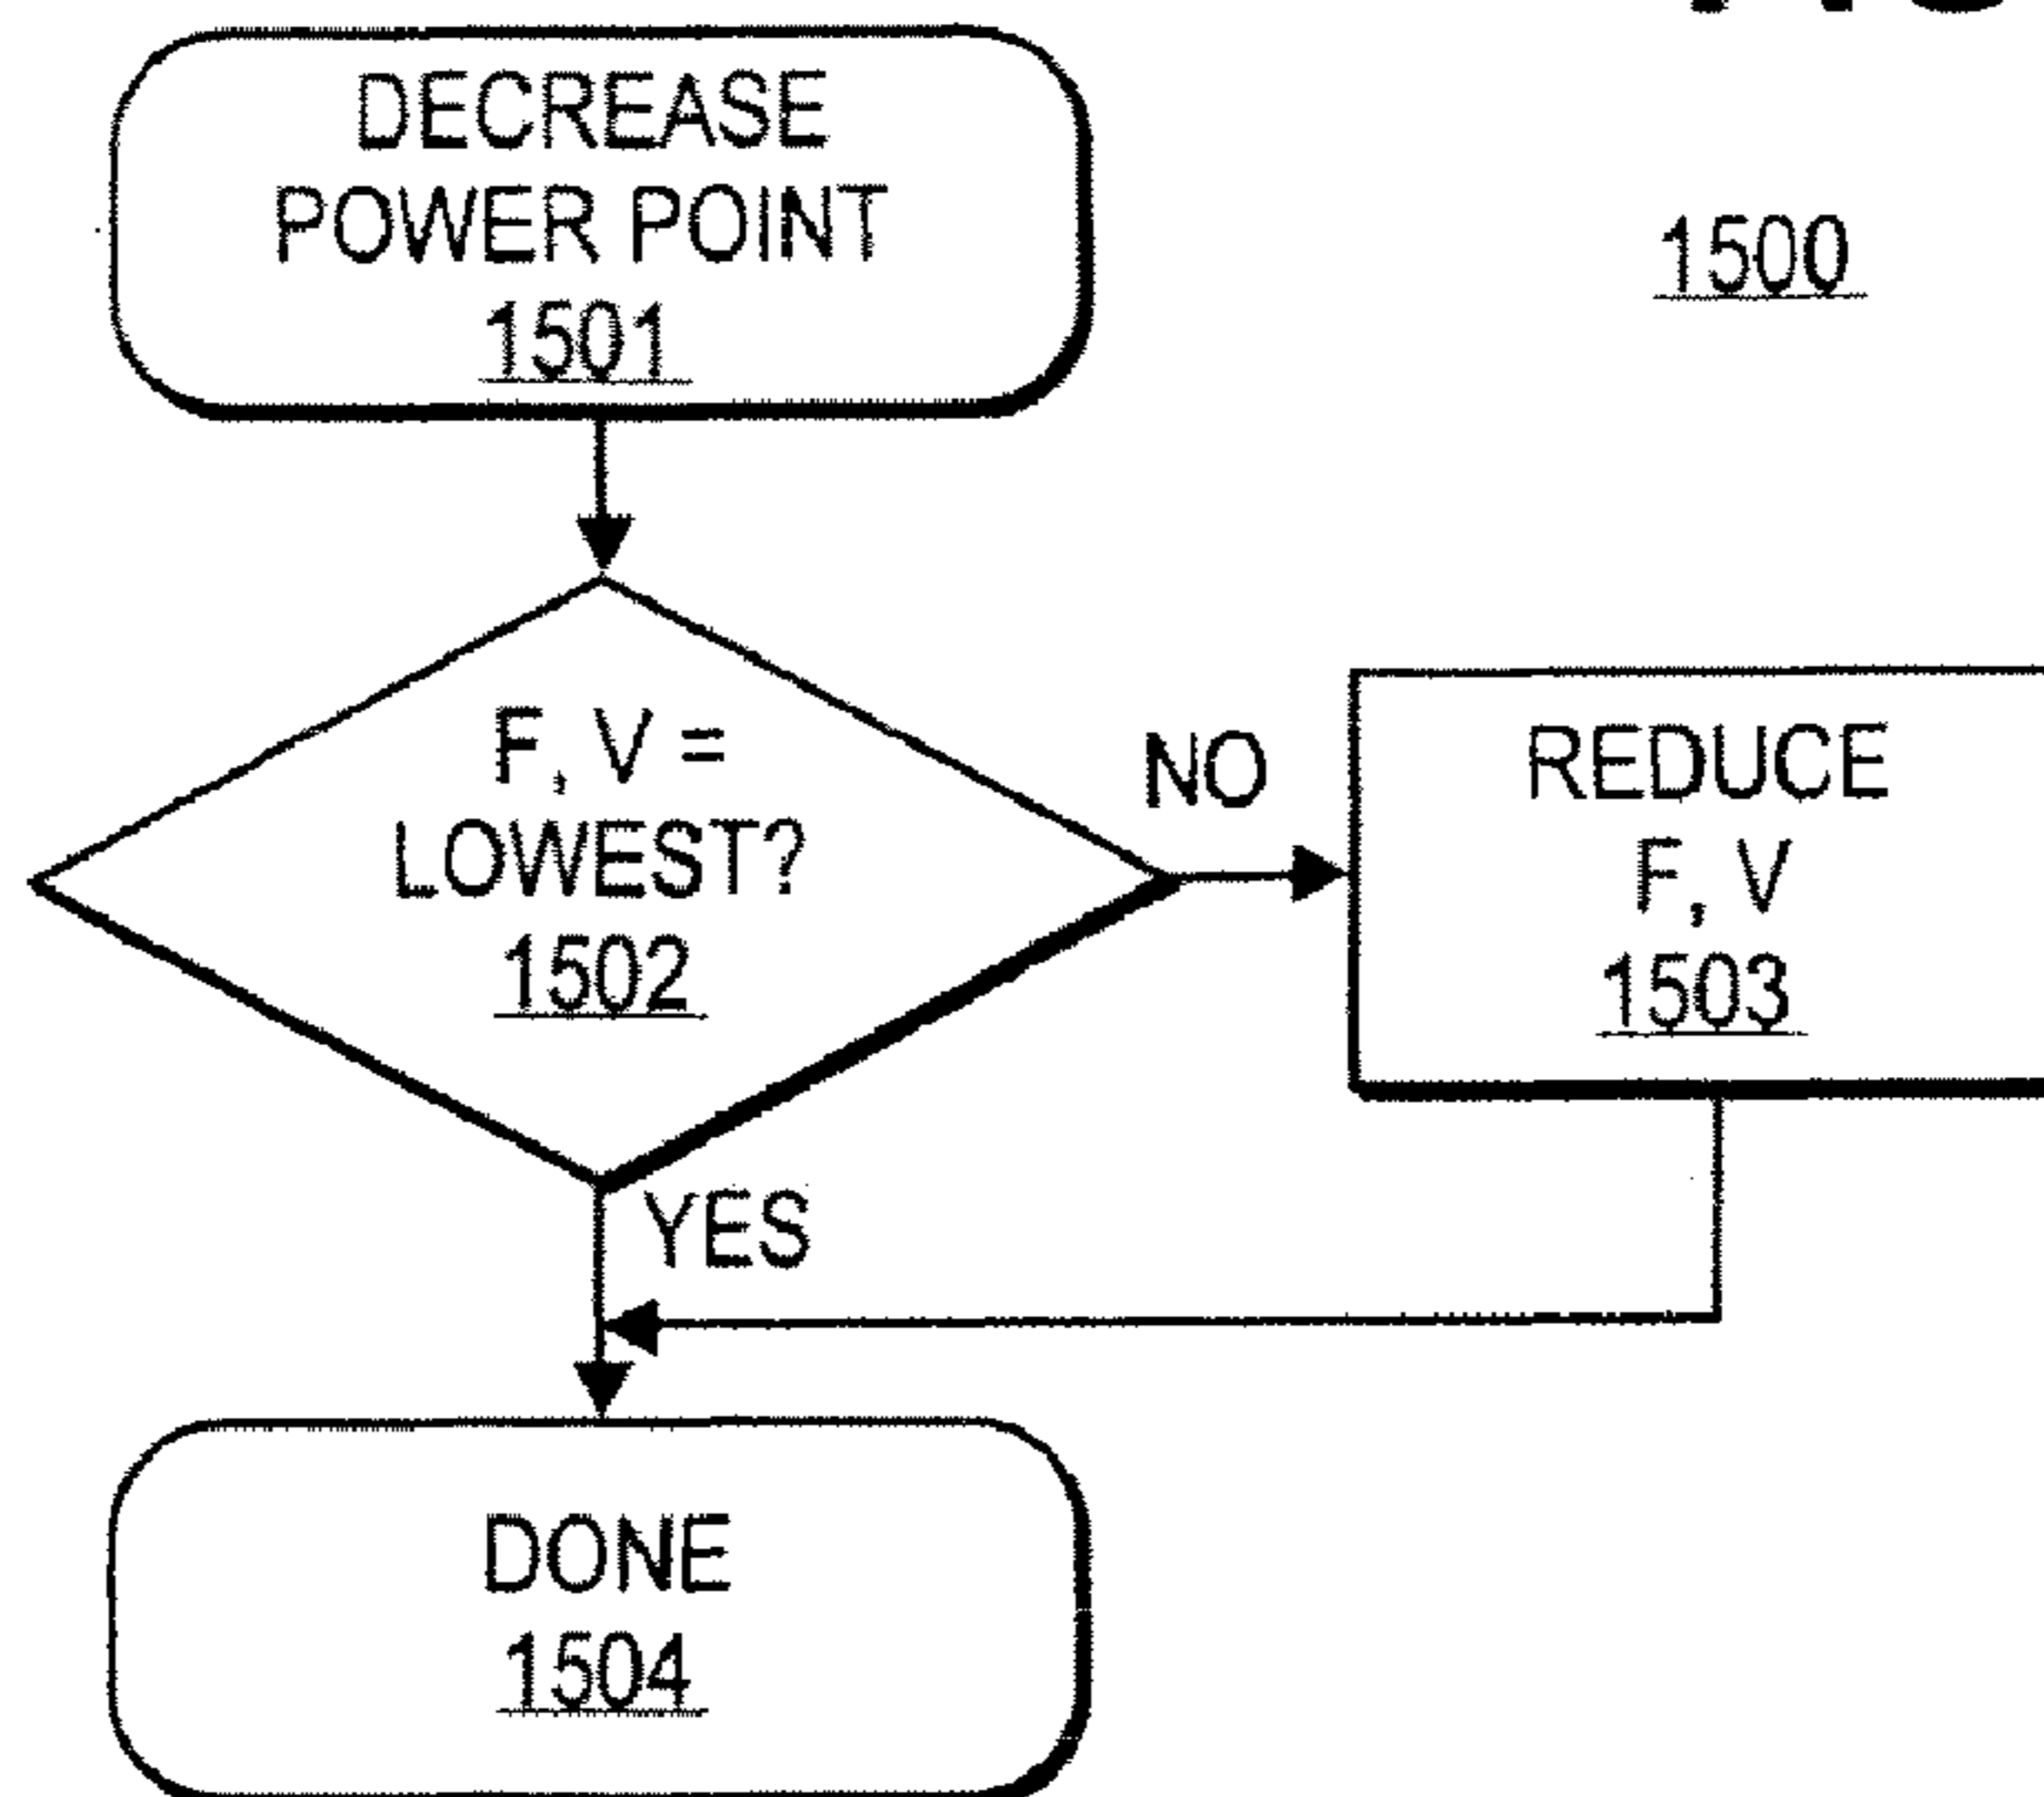 DECREASE
POWER POINT
1501
1500
F, V =
LOWEST?
1502
NO
REDUCE
F, V
1503
YES
DONE
1504